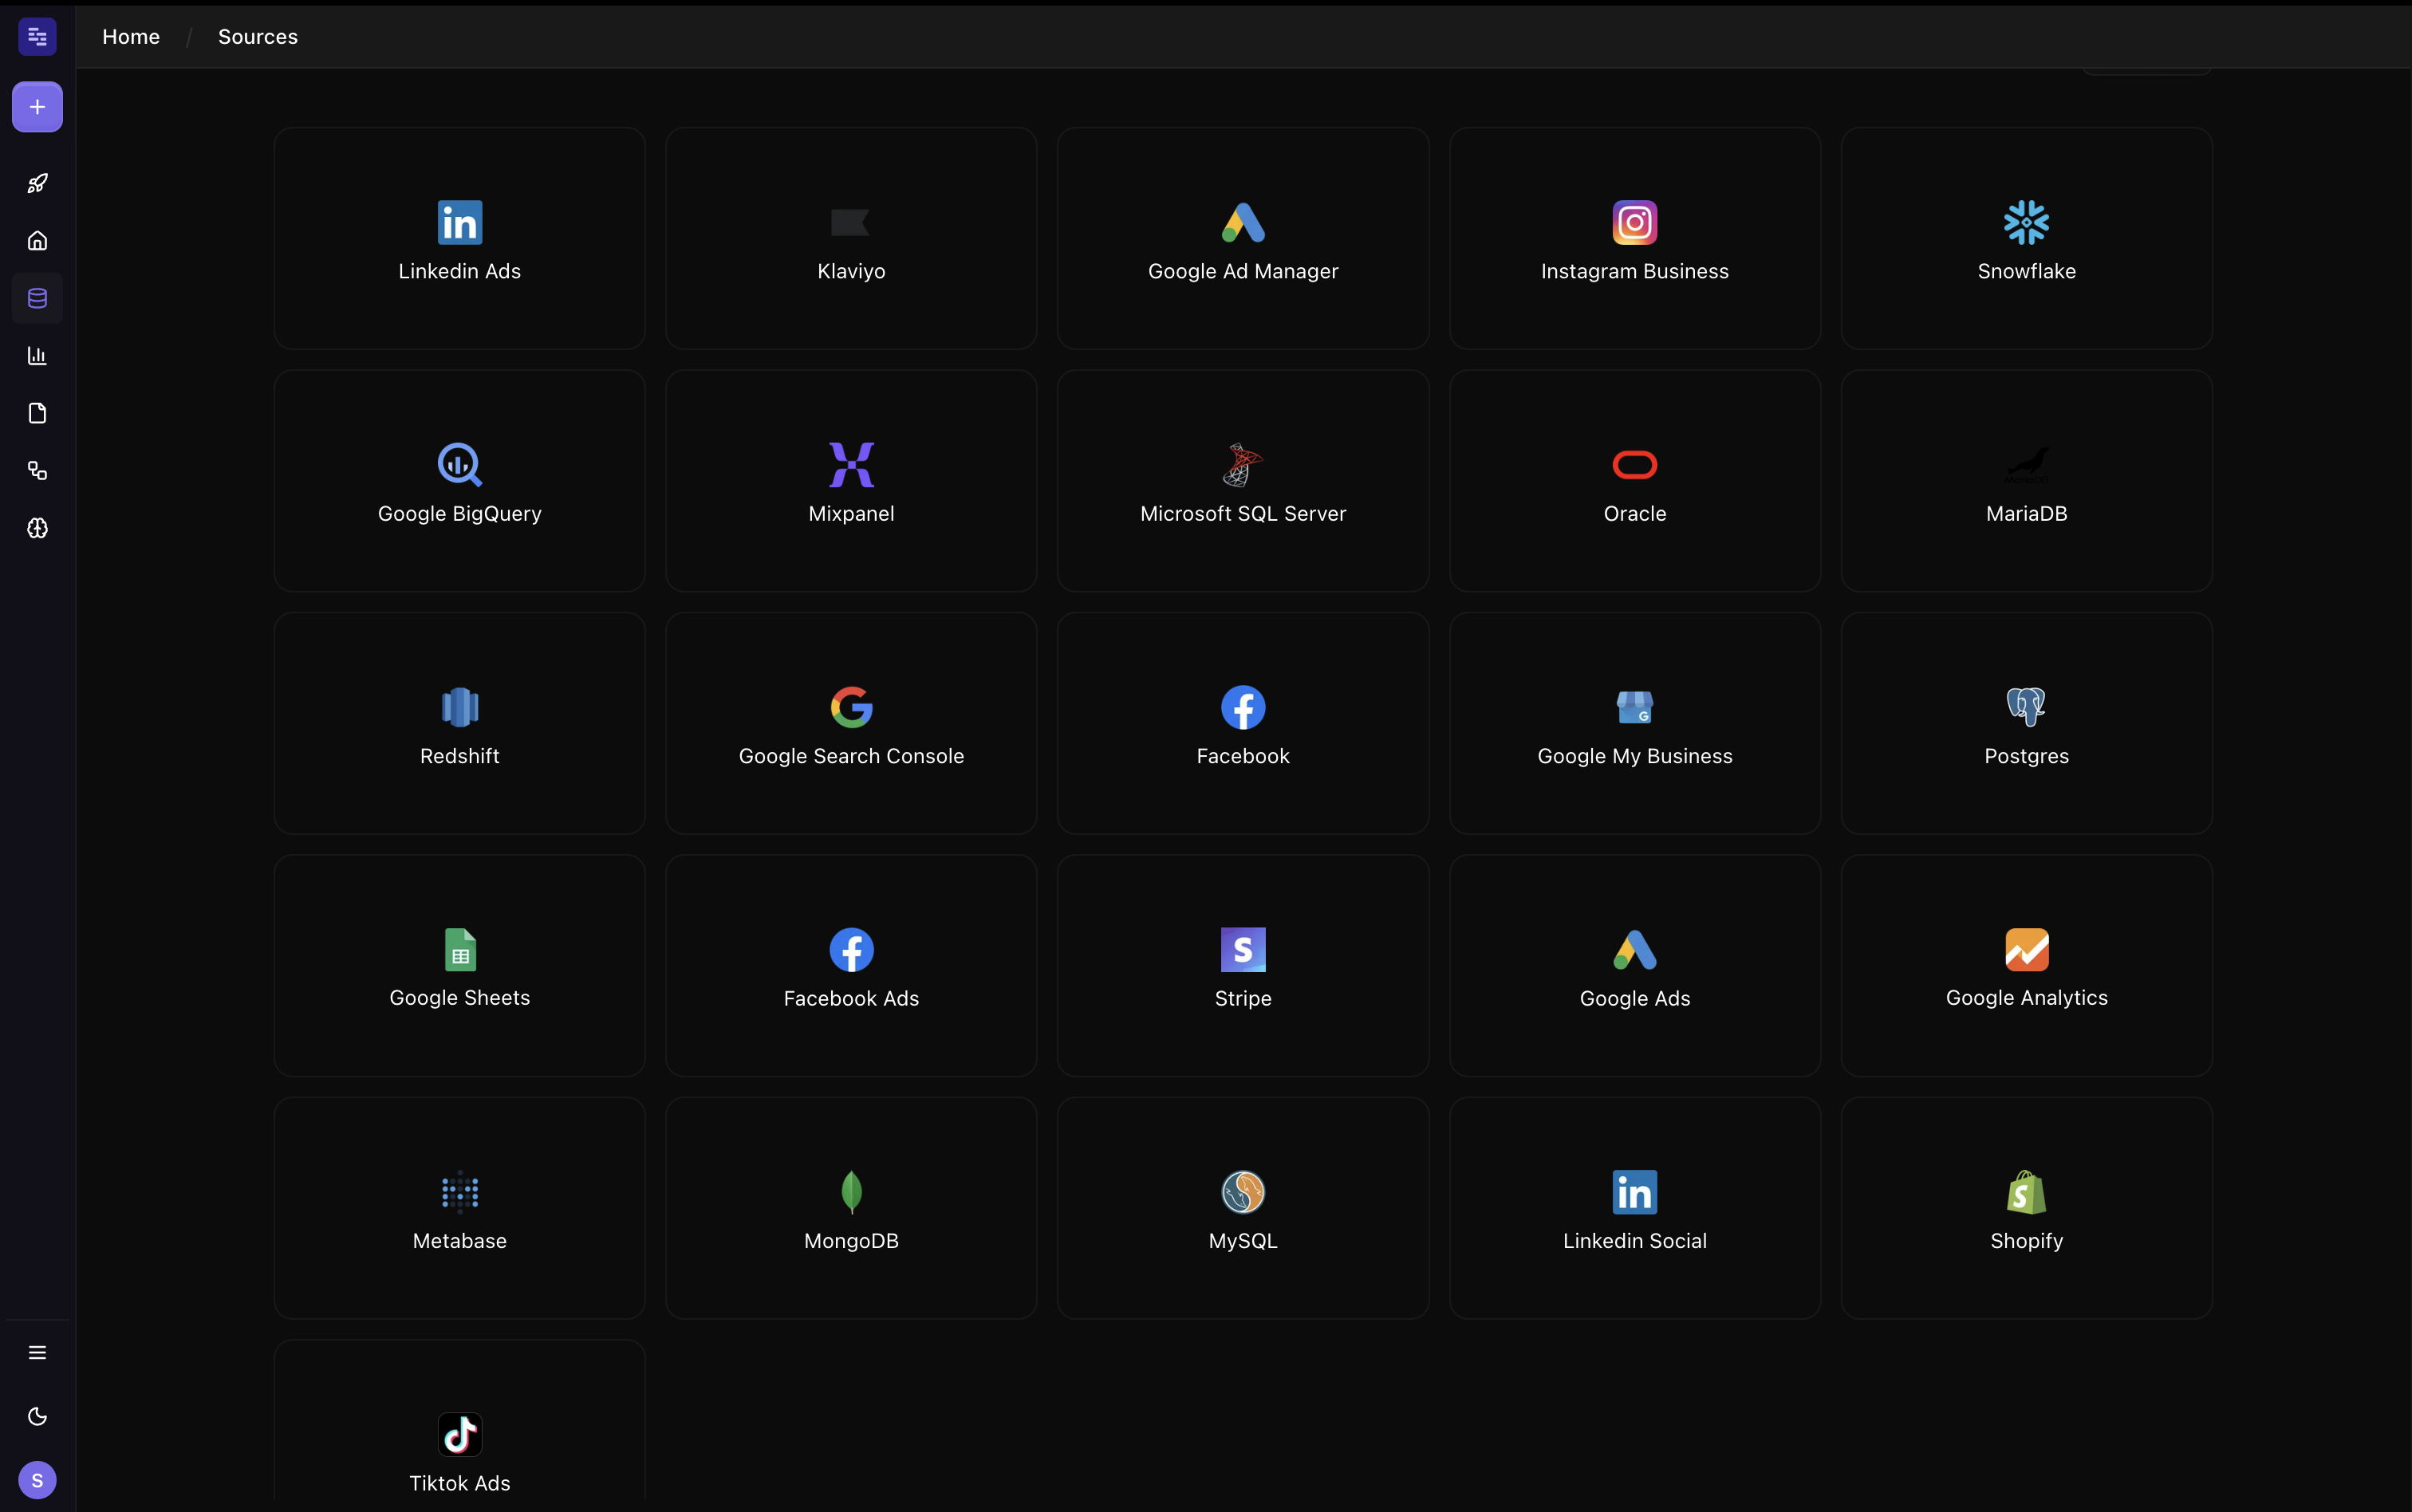 Home / Sources
Linkedin Ads
Klaviyo
Google Ad Manager
Instagram Business
Snowflake
Google BigQuery
Mixpanel
Microsoft SQL Server
Oracle
MariaDB
Redshift
Google Search Console
Facebook
Google My Business
Postgres
Google Sheets
Facebook Ads
Stripe
Google Ads
Google Analytics
Metabase
MongoDB
MySQL
Linkedin Social
Shopify
Tiktok Ads
S